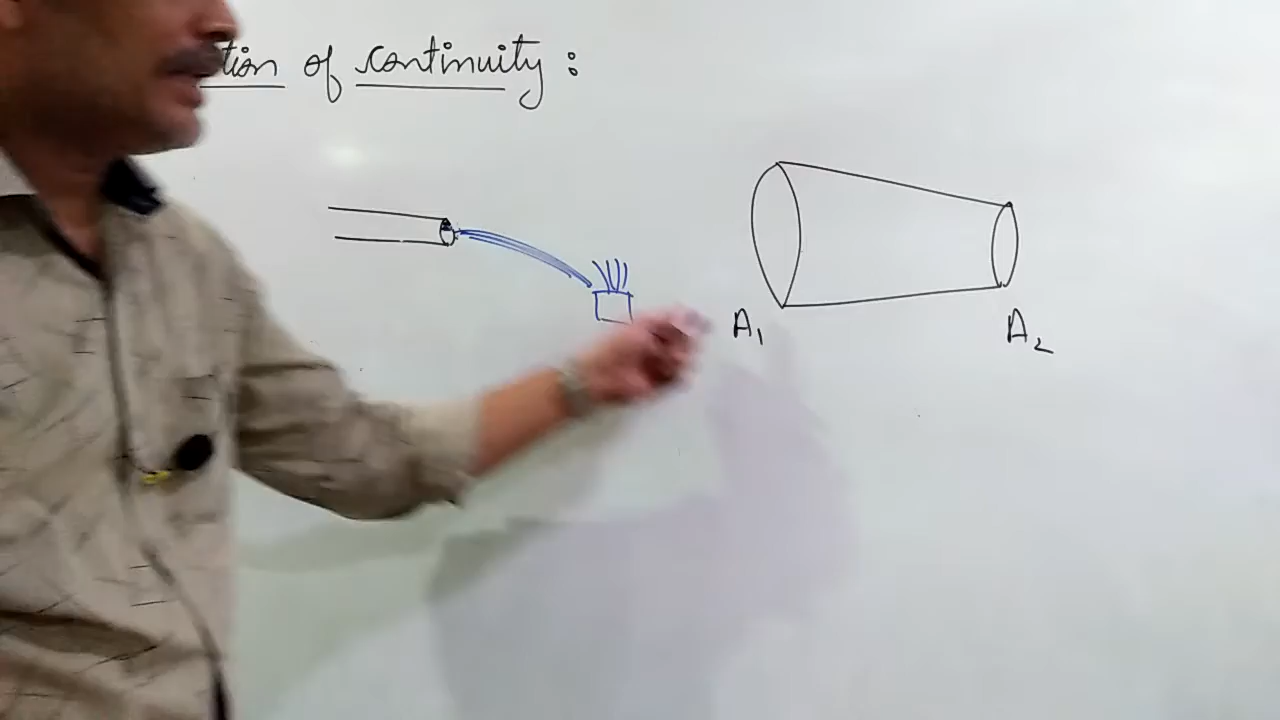 tion of continuity :
A₁
A₂